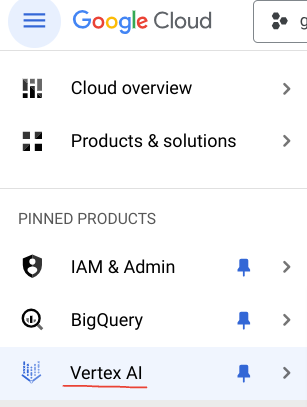 Google Cloud
g
Cloud overview
Products & solutions
PINNED PRODUCTS
IAM & Admin
BigQuery
Vertex AI